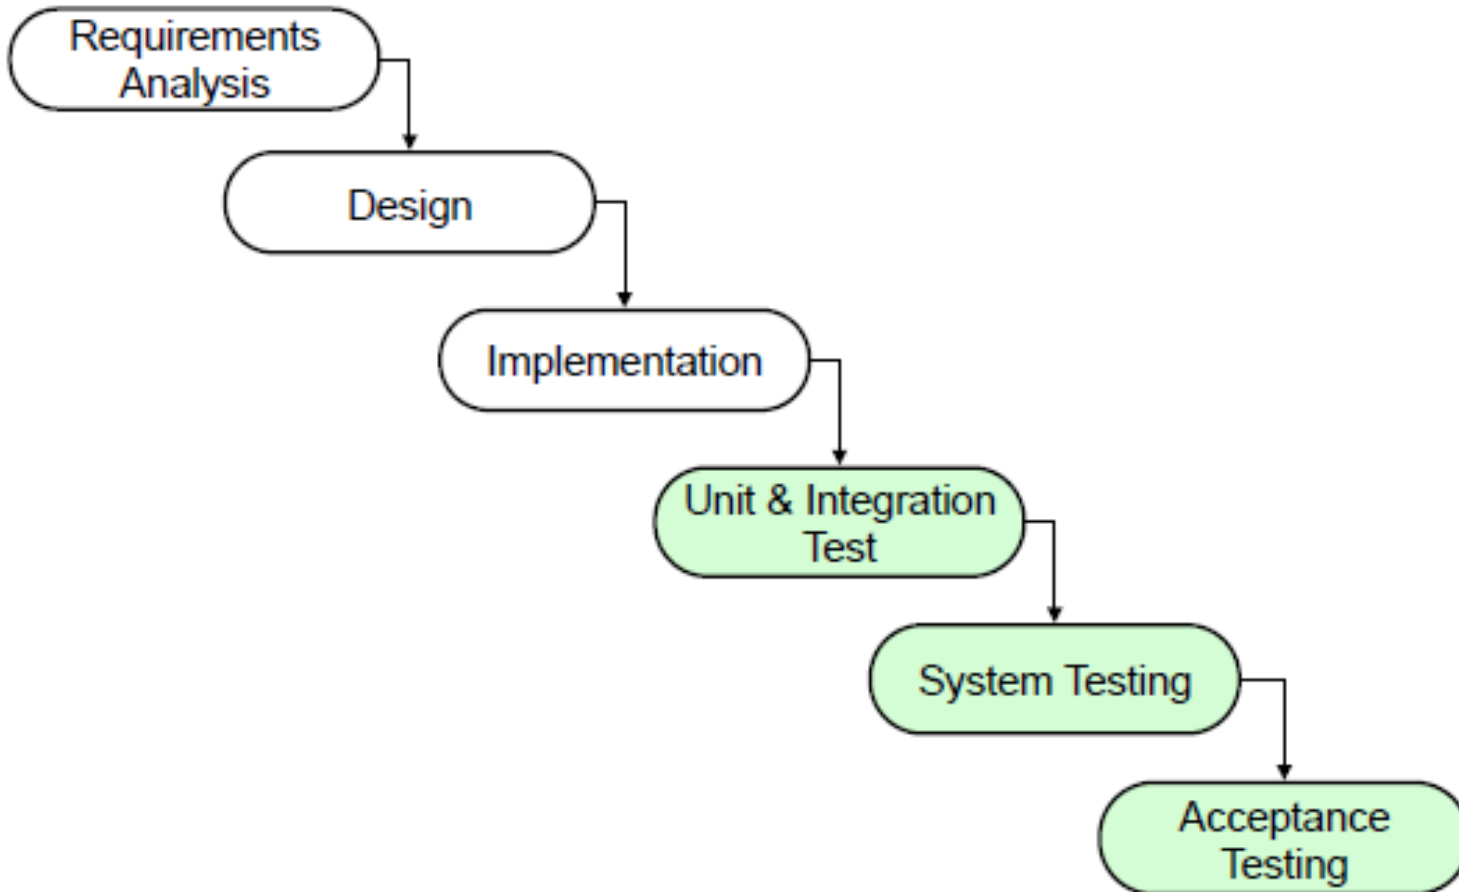 Requirements
Analysis
Design
Implementation
Unit & Integration
Test
System Testing
Acceptance
Testing